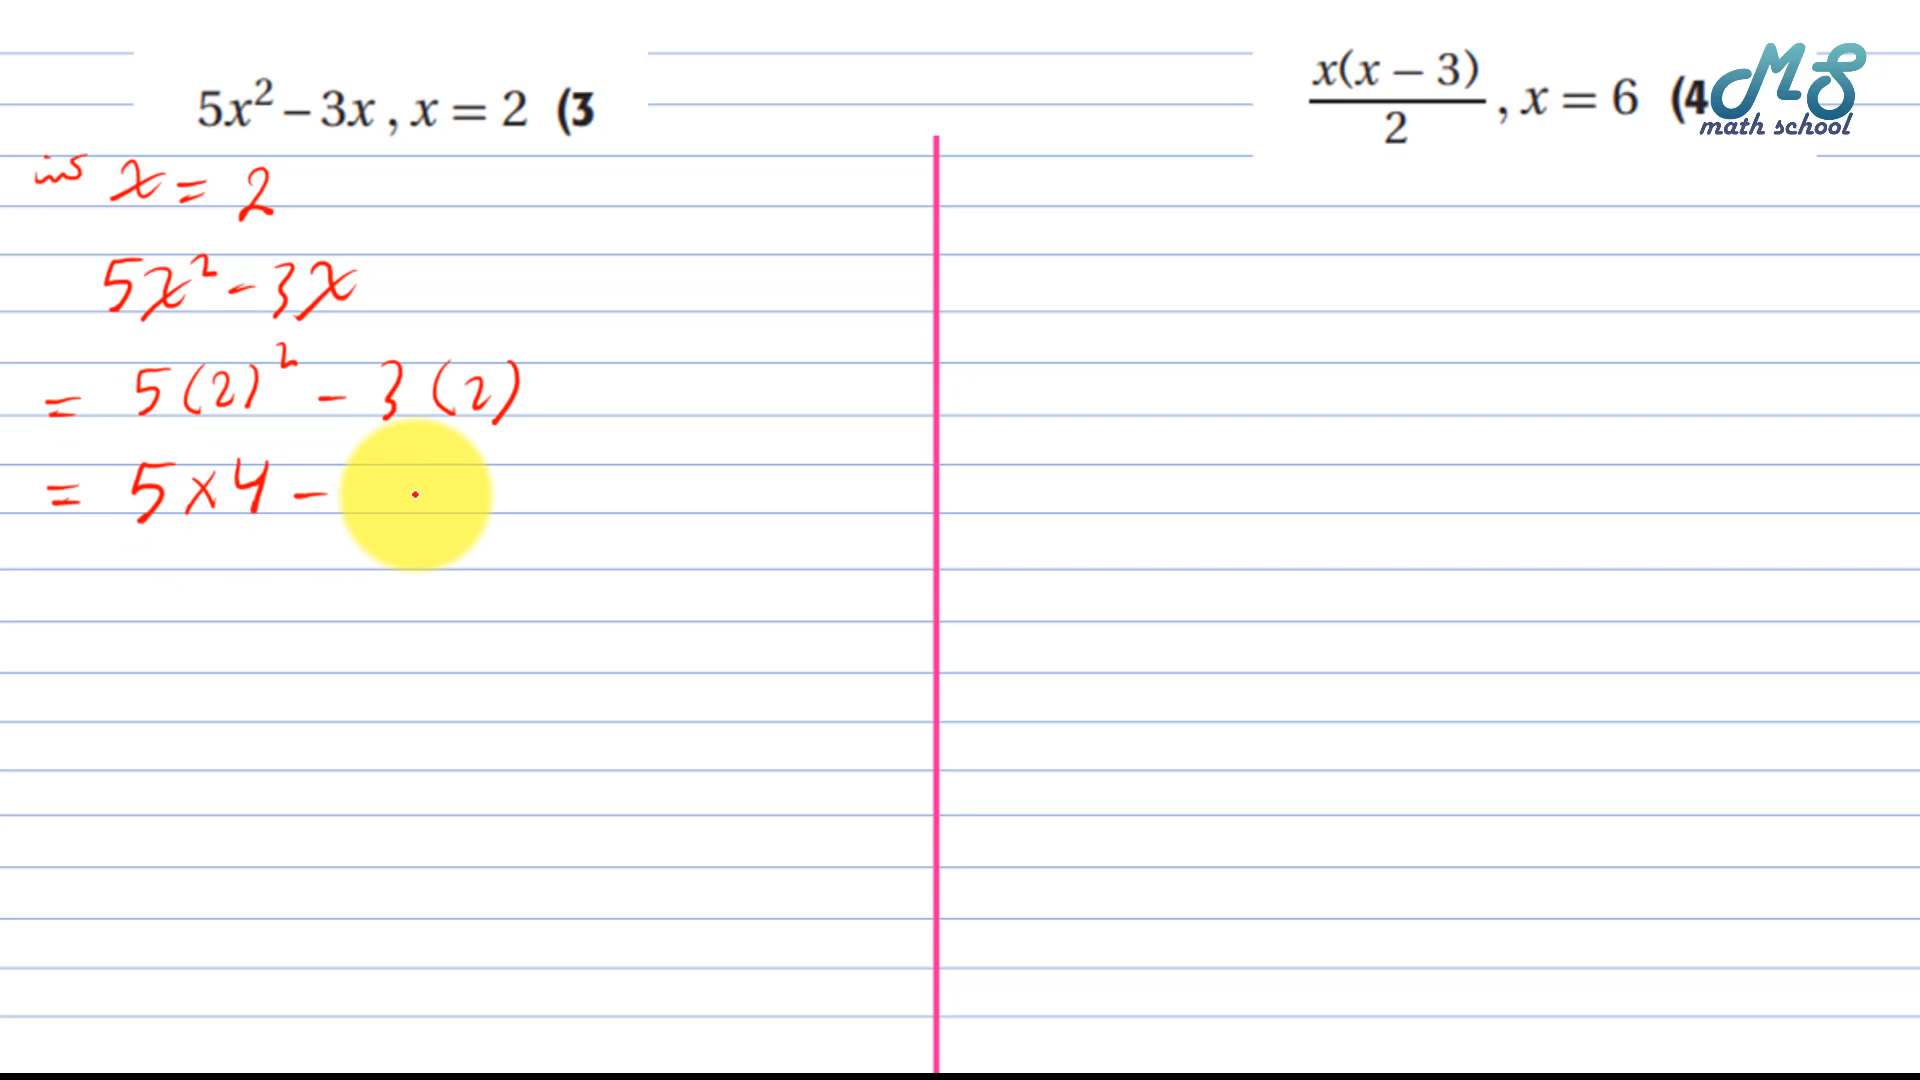 5x² – 3x , x = 2 (3
x = 2
5x² - 3x
= 5(2)² - 3(2)
= 5×4 -
x(x – 3)
2
, x = 6 (4
MS
math school